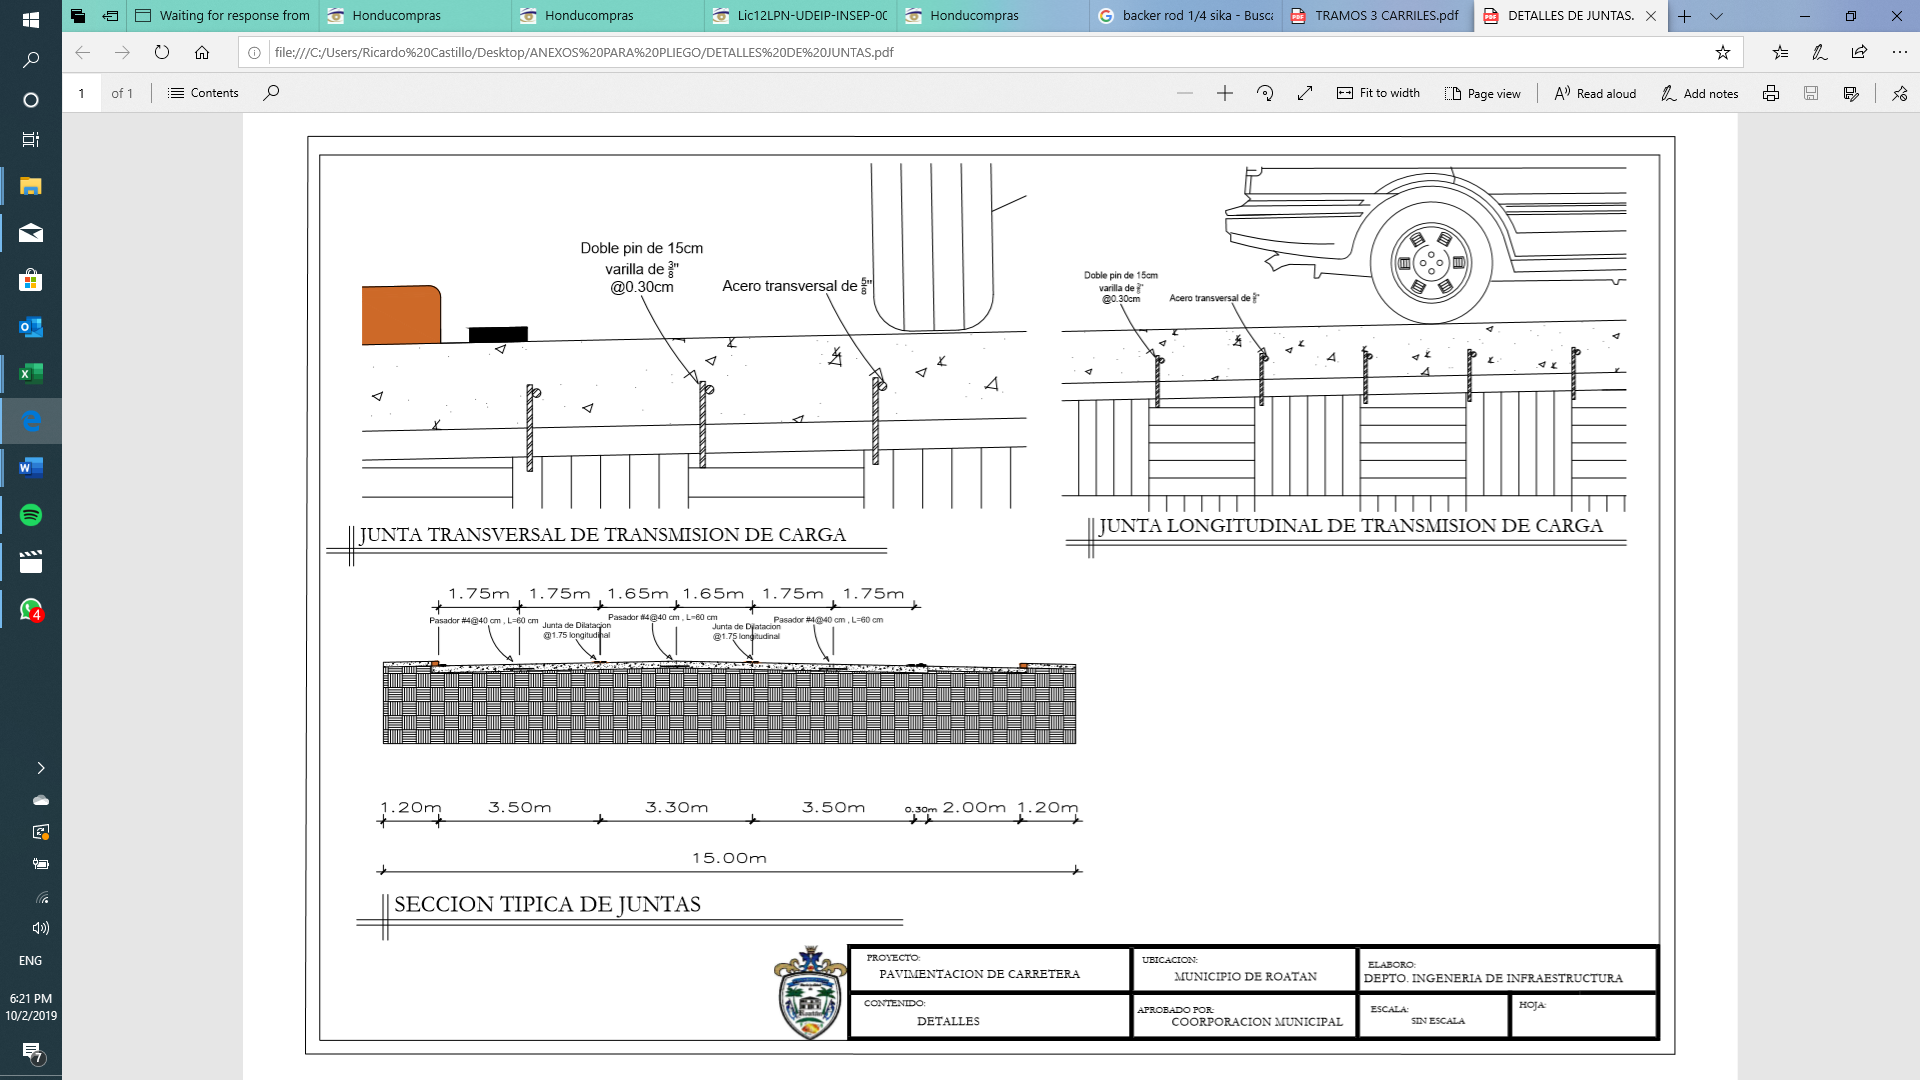 Waiting for response from
Honducompras
Honducompras
Lic12LPN-UDEIP-INSEP-0
Honducompras
backer rod 1/4 sika - Busca
TRAMOS 3 CARRILES.pdf
DETALLES DE JUNTAS.
file:///C:/Users/Ricardo%20Castillo/Desktop/ANEXOS%20PARA%20PLIEGO/DETALLES%20DE%20JUNTAS.pdf
1 of 1 Contents Fit to width Page view Read aloud Add notes
Doble pin de 15cm
varilla de 3/8"
@0.30cm
Acero transversal de
Doble pin de 15cm
varilla de
@0.30cm
Acero transversal de
JUNTA TRANSVERSAL DE TRANSMISION DE CARGA
JUNTA LONGITUDINAL DE TRANSMISION DE CARGA
1.75m 1.75m 1.65m 1.65m 1.75m 1.75m
Pasador #4@40 cm , L=60 cm
Junta de Dilatacion
@1.75 longitudinal
Pasador #4@40 cm , L=60 cm
Junta de Dilatacion
@1.75 longitudinal
Pasador #4@40 cm , L=60 cm
1.20m 3.50m 3.30m 3.50m 0.30m 2.00m 1.20m
15.00m
SECCION TIPICA DE JUNTAS
PROYECTO:
PAVIMENTACION DE CARRETERA
UBICACION:
MUNICIPIO DE ROATAN
ELABORO:
DEPTO. INGENERIA DE INFRAESTRUCTURA
CONTENIDO:
DETALLES
APROBADO POR:
COORPORACION MUNICIPAL
ESCALA:
SIN ESCALA
HOJA:
4
ENG
6:21 PM
10/2/2019
7